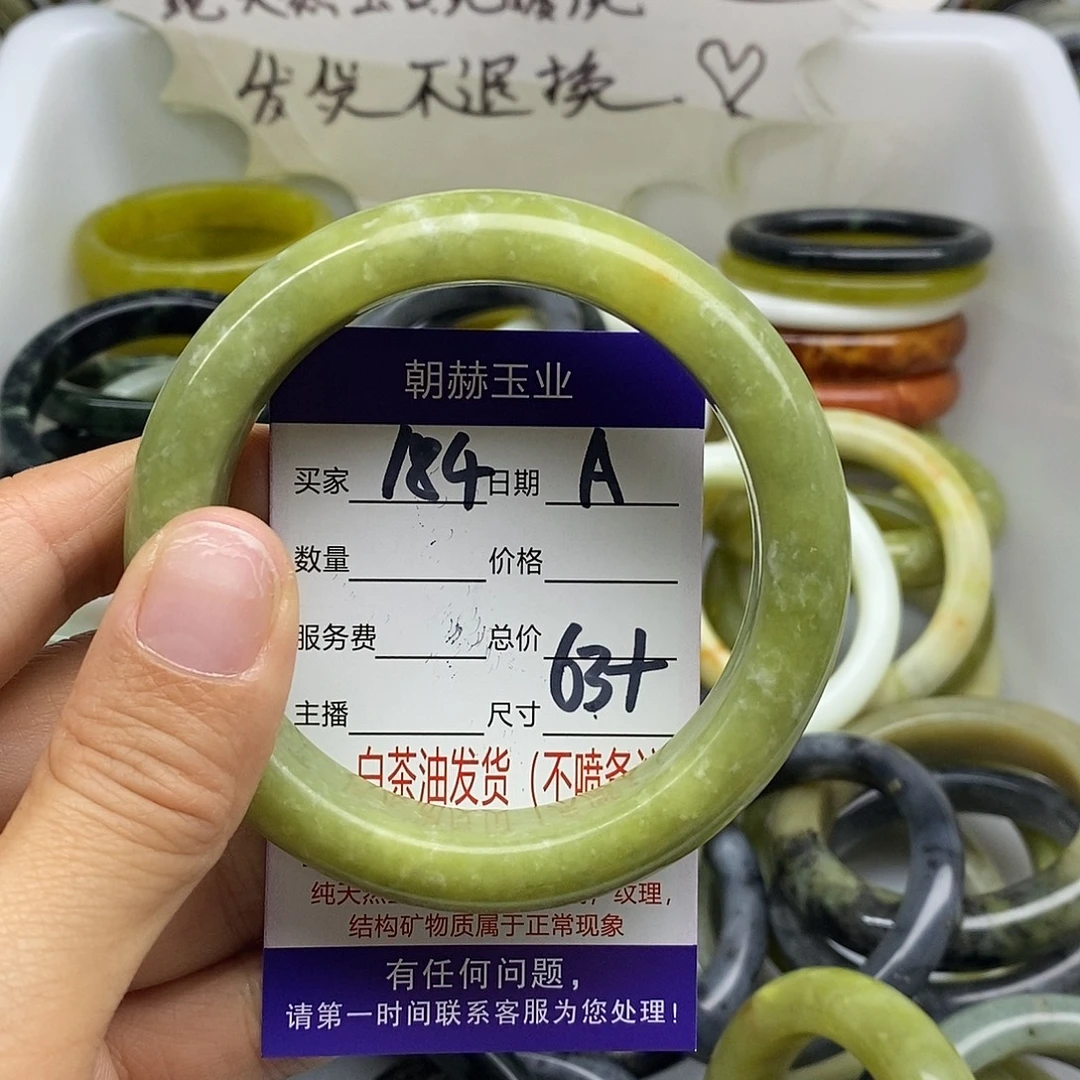 发货不退换
朝赫玉业
买家 184 日期 A
数量 价格
服务费 总价 63+
主播 尺寸
白茶油发货（不喷
纯天然 纹理，
结构矿物质属于正常现象
有任何问题，
请第一时间联系客服为您处理！